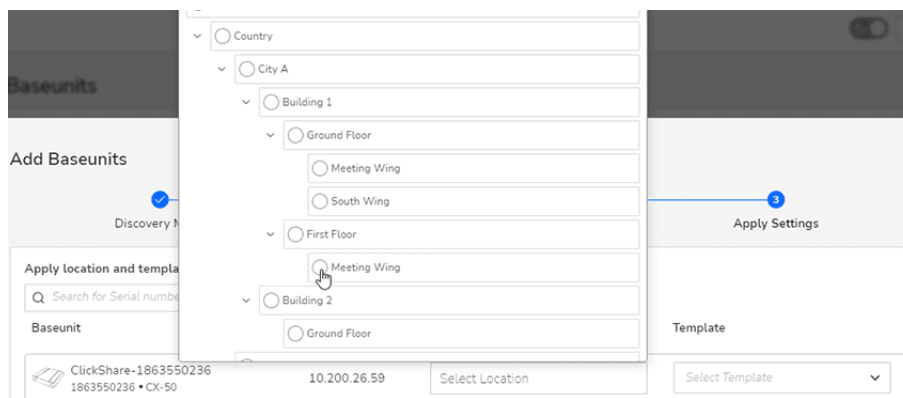 Country
City A
Baseunits
Building 1
Ground Floor
Add Baseunits
Meeting Wing
South Wing
3
Discovery
Apply Settings
First Floor
Apply location and templa
Meeting Wing
Search for Serial numbe
Building 2
Baseunit
Ground Floor
Template
ClickShare-1863550236
1863550236 • CX-50
10.200.26.59
Select Location
Select Template